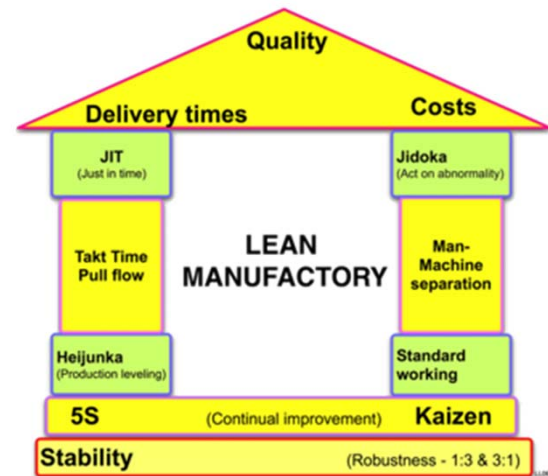 Quality
Delivery times
Costs
JIT
(Just in time)
Jidoka
(Act on abnormality)
Takt Time
Pull flow
LEAN
MANUFACTORY
Man-
Machine
separation
Heijunka
(Production leveling)
Standard
working
5S (Continual improvement) Kaizen
Stability (Robustness - 1:3 & 3:1)